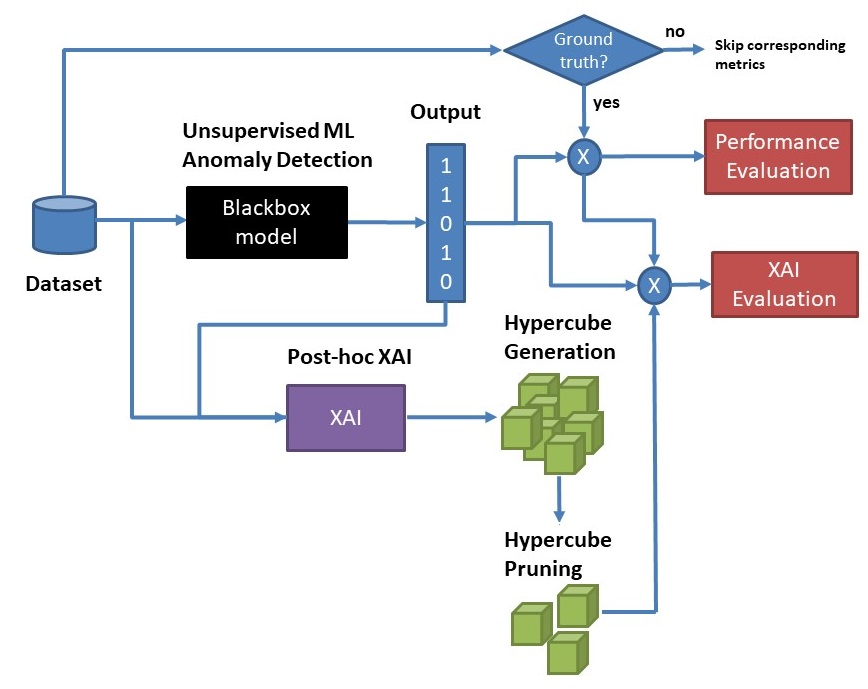 Ground
truth?
no
Skip corresponding
metrics
yes
Output
Unsupervised ML
Anomaly Detection
Blackbox
model
1
1
0
1
0
X
Performance
Evaluation
Dataset
X
XAI
Evaluation
Hypercube
Generation
Post-hoc XAI
XAI
Hypercube
Pruning